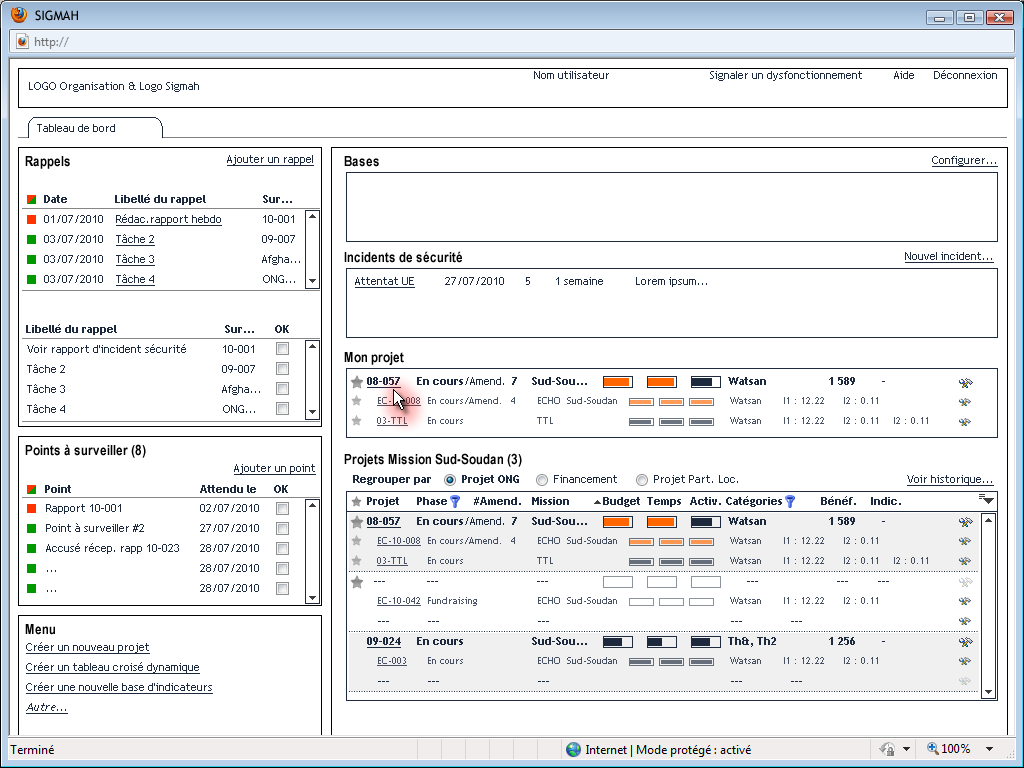 SIGMAH
http://
LOGO Organisation & Logo Sigmah
Nom utilisateur
Signaler un dysfonctionnement
Aide
Déconnexion
Tableau de bord
Rappels
Ajouter un rappel
Date Libellé du rappel Sur...
01/07/2010 Rédac.rapport hebdo 10-001
03/07/2010 Tâche 2 09-007
03/07/2010 Tâche 3 Afgha...
03/07/2010 Tâche 4 ONG...
Libellé du rappel Sur... OK
Voir rapport d'incident sécurité 10-001
Tâche 2 09-007
Tâche 3 Afgha...
Tâche 4 ONG...
Points à surveiller (8)
Ajouter un point
Point Attendu le OK
Rapport 10-001 02/07/2010
Point à surveiller #2 27/07/2010
Accusé récep. rapp 10-023 28/07/2010
... 28/07/2010
... 28/07/2010
Menu
Créer un nouveau projet
Créer un tableau croisé dynamique
Créer une nouvelle base d'indicateurs
Autre...
Bases
Configurer...
Incidents de sécurité
Nouvel incident...
Attentat UE 27/07/2010 5 1 semaine Lorem ipsum...
Mon projet
08-057 En cours/Amend. 7 Sud-Sou... Watsan 1 589 -
EC-10-008 En cours/Amend. 4 ECHO Sud-Soudan Watsan I1 : 12.22 I2 : 0.11
03-TTL En cours TTL Watsan I1 : 12.22 I2 : 0.11 I2 : 0.11
Projets Mission Sud-Soudan (3)
Regrouper par Projet ONG Financement Projet Part. Loc. Voir historique...
Projet Phase #Amend. Mission Budget Temps Activ. Catégories Bénéf. Indic.
08-057 En cours/Amend. 7 Sud-Sou... Watsan 1 589 -
EC-10-008 En cours/Amend. 4 ECHO Sud-Soudan Watsan I1 : 12.22 I2 : 0.11
03-TTL En cours TTL Watsan I1 : 12.22 I2 : 0.11 I2 : 0.11
--- --- --- --- --- ---
EC-10-042 Fundraising ECHO Sud-Soudan Watsan I1 : 12.22 I2 : 0.11
--- --- --- --- ---
09-024 En cours Sud-Sou... Th&, Th2 1 256 -
EC-003 En cours ECHO Sud-Soudan Watsan I1 : 12.22 I2 : 0.11
--- --- --- --- ---
Terminé
Internet | Mode protégé : activé
100%